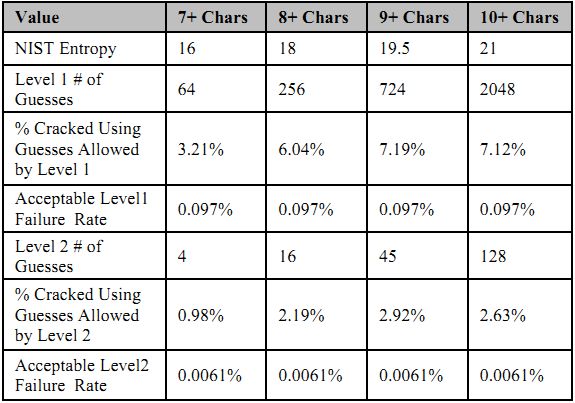 Value 7+ Chars 8+ Chars 9+ Chars 10+ Chars
NIST Entropy 16 18 19.5 21
Level 1 # of
Guesses
64 256 724 2048
% Cracked Using
Guesses Allowed
by Level 1
3.21% 6.04% 7.19% 7.12%
Acceptable Level1
Failure Rate
0.097% 0.097% 0.097% 0.097%
Level 2 # of
Guesses
4 16 45 128
% Cracked Using
Guesses Allowed
by Level 2
0.98% 2.19% 2.92% 2.63%
Acceptable Level2
Failure Rate
0.0061% 0.0061% 0.0061% 0.0061%